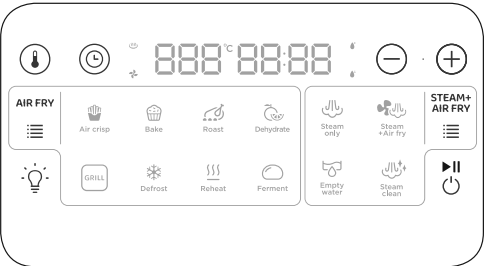 888°C 88:88
AIR FRY
Air crisp
Bake
Roast
Dehydrate
Steam
only
Steam
+Air fry
STEAM+
AIR FRY
GRILL
Defrost
Reheat
Ferment
Empty
water
Steam
clean